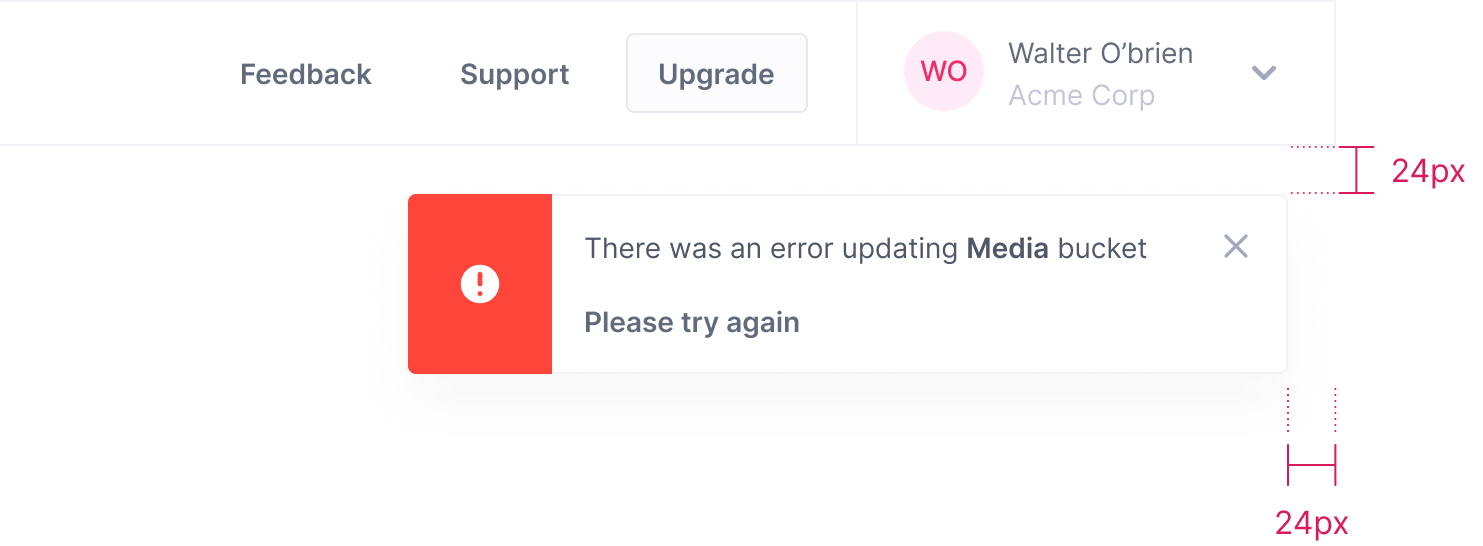 Feedback Support Upgrade WO Walter O’brien
Acme Corp
24px
There was an error updating Media bucket
Please try again
24px